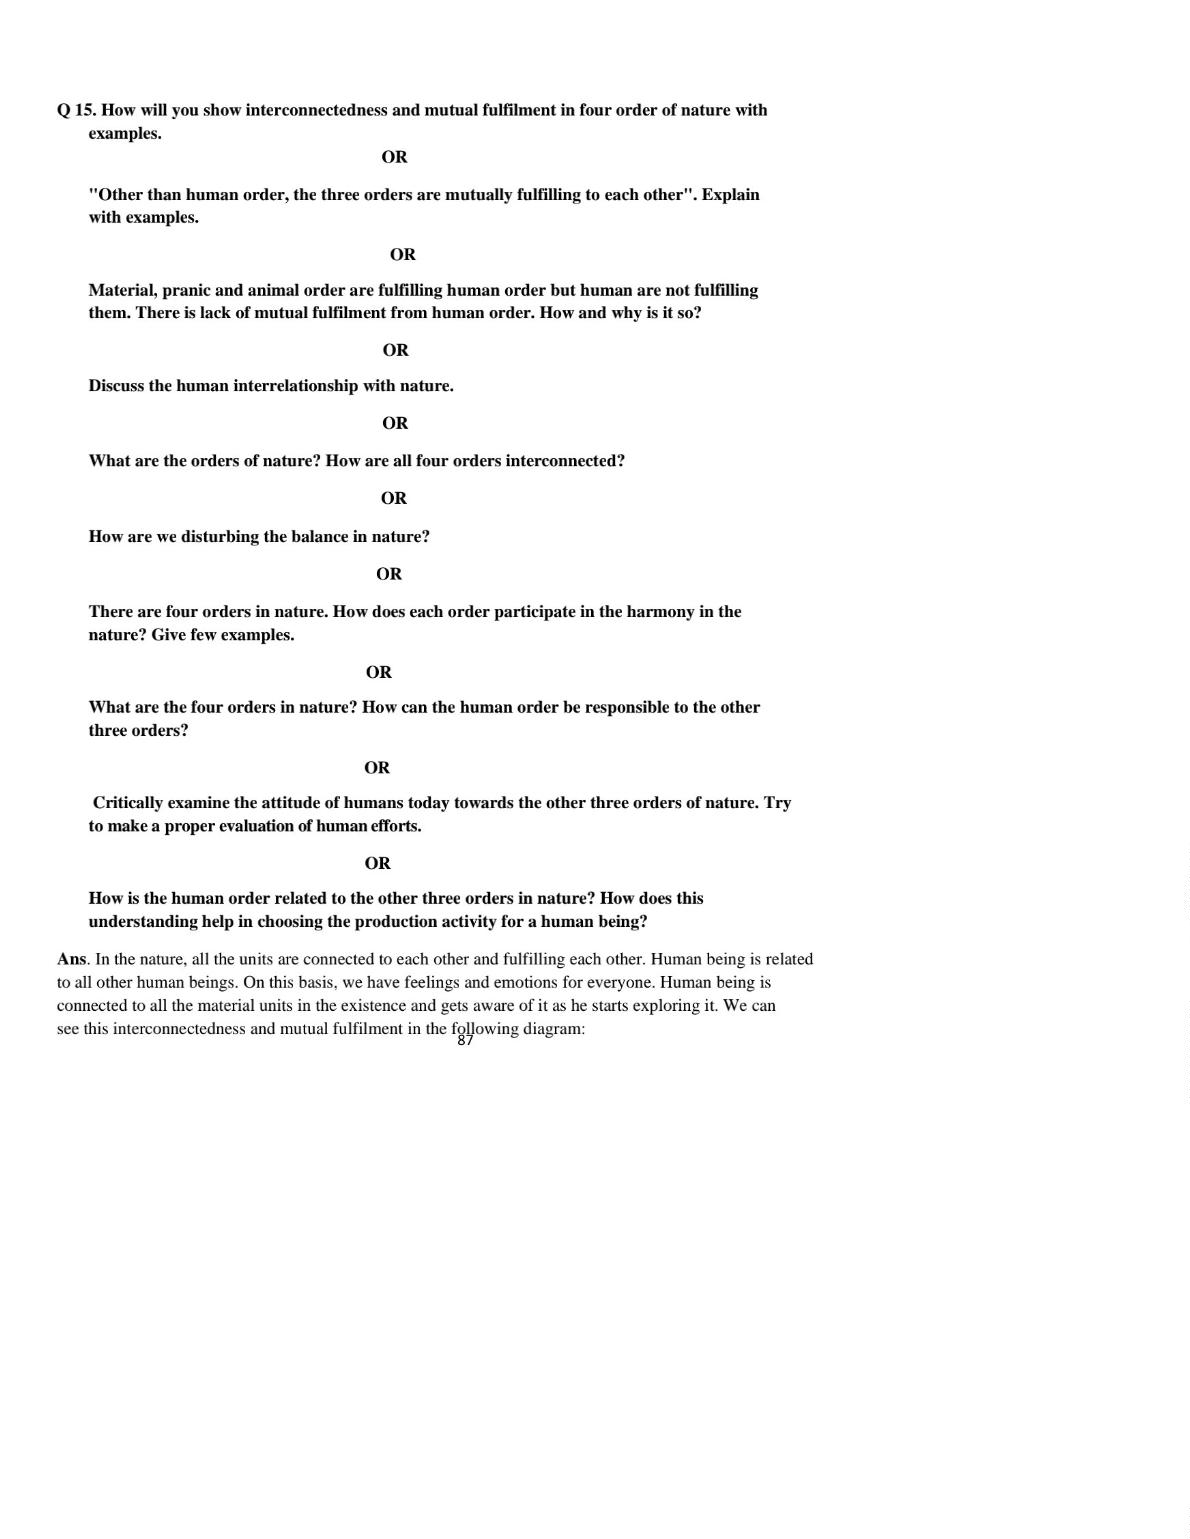 Q 15. How will you show interconnectedness and mutual fulfilment in four order of nature with
examples.
OR
"Other than human order, the three orders are mutually fulfilling to each other". Explain
with examples.
OR
Material, pranic and animal order are fulfilling human order but human are not fulfilling
them. There is lack of mutual fulfilment from human order. How and why is it so?
OR
Discuss the human interrelationship with nature.
OR
What are the orders of nature? How are all four orders interconnected?
OR
How are we disturbing the balance in nature?
OR
There are four orders in nature. How does each order participate in the harmony in the
nature? Give few examples.
OR
What are the four orders in nature? How can the human order be responsible to the other
three orders?
OR
Critically examine the attitude of humans today towards the other three orders of nature. Try
to make a proper evaluation of human efforts.
OR
How is the human order related to the other three orders in nature? How does this
understanding help in choosing the production activity for a human being?
Ans. In the nature, all the units are connected to each other and fulfilling each other. Human being is related
to all other human beings. On this basis, we have feelings and emotions for everyone. Human being is
connected to all the material units in the existence and gets aware of it as he starts exploring it. We can
see this interconnectedness and mutual fulfilment in the following diagram:
87